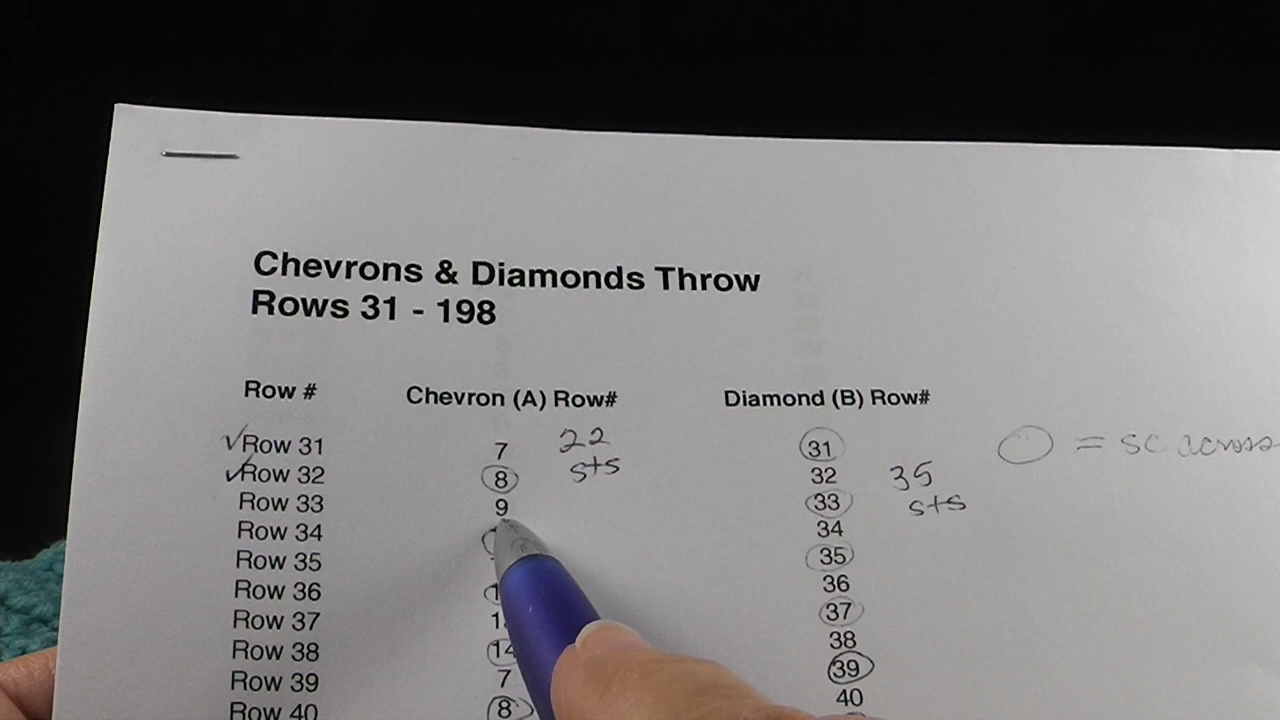 Chevrons & Diamonds Throw
Rows 31 - 198
Row # Chevron (A) Row# Diamond (B) Row#
✓Row 31 7 22 31 = sc across
✓Row 32 8 sts 32 35
Row 33 9 33 sts
Row 34 34
Row 35 35
Row 36 36
Row 37 37
Row 38 14 38
Row 39 7 39
Row 40 8 40